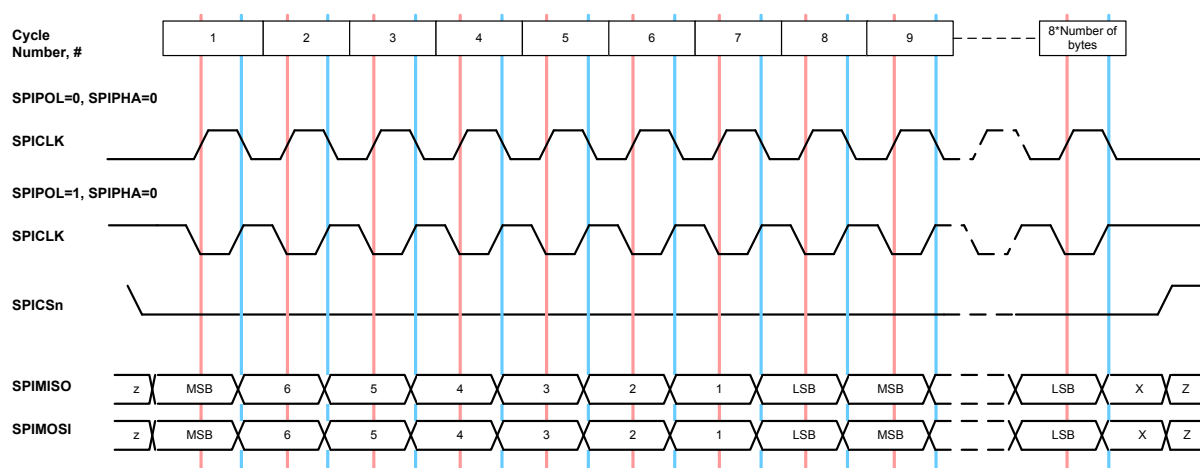 Cycle
Number, #
1 2 3 4 5 6 7 8 9
8*Number of
bytes
SPIPOL=0, SPIPHA=0
SPICLK
SPIPOL=1, SPIPHA=0
SPICLK
SPICSn
SPIMISO z MSB 6 5 4 3 2 1 LSB MSB LSB X Z
SPIMOSI z MSB 6 5 4 3 2 1 LSB MSB LSB X Z